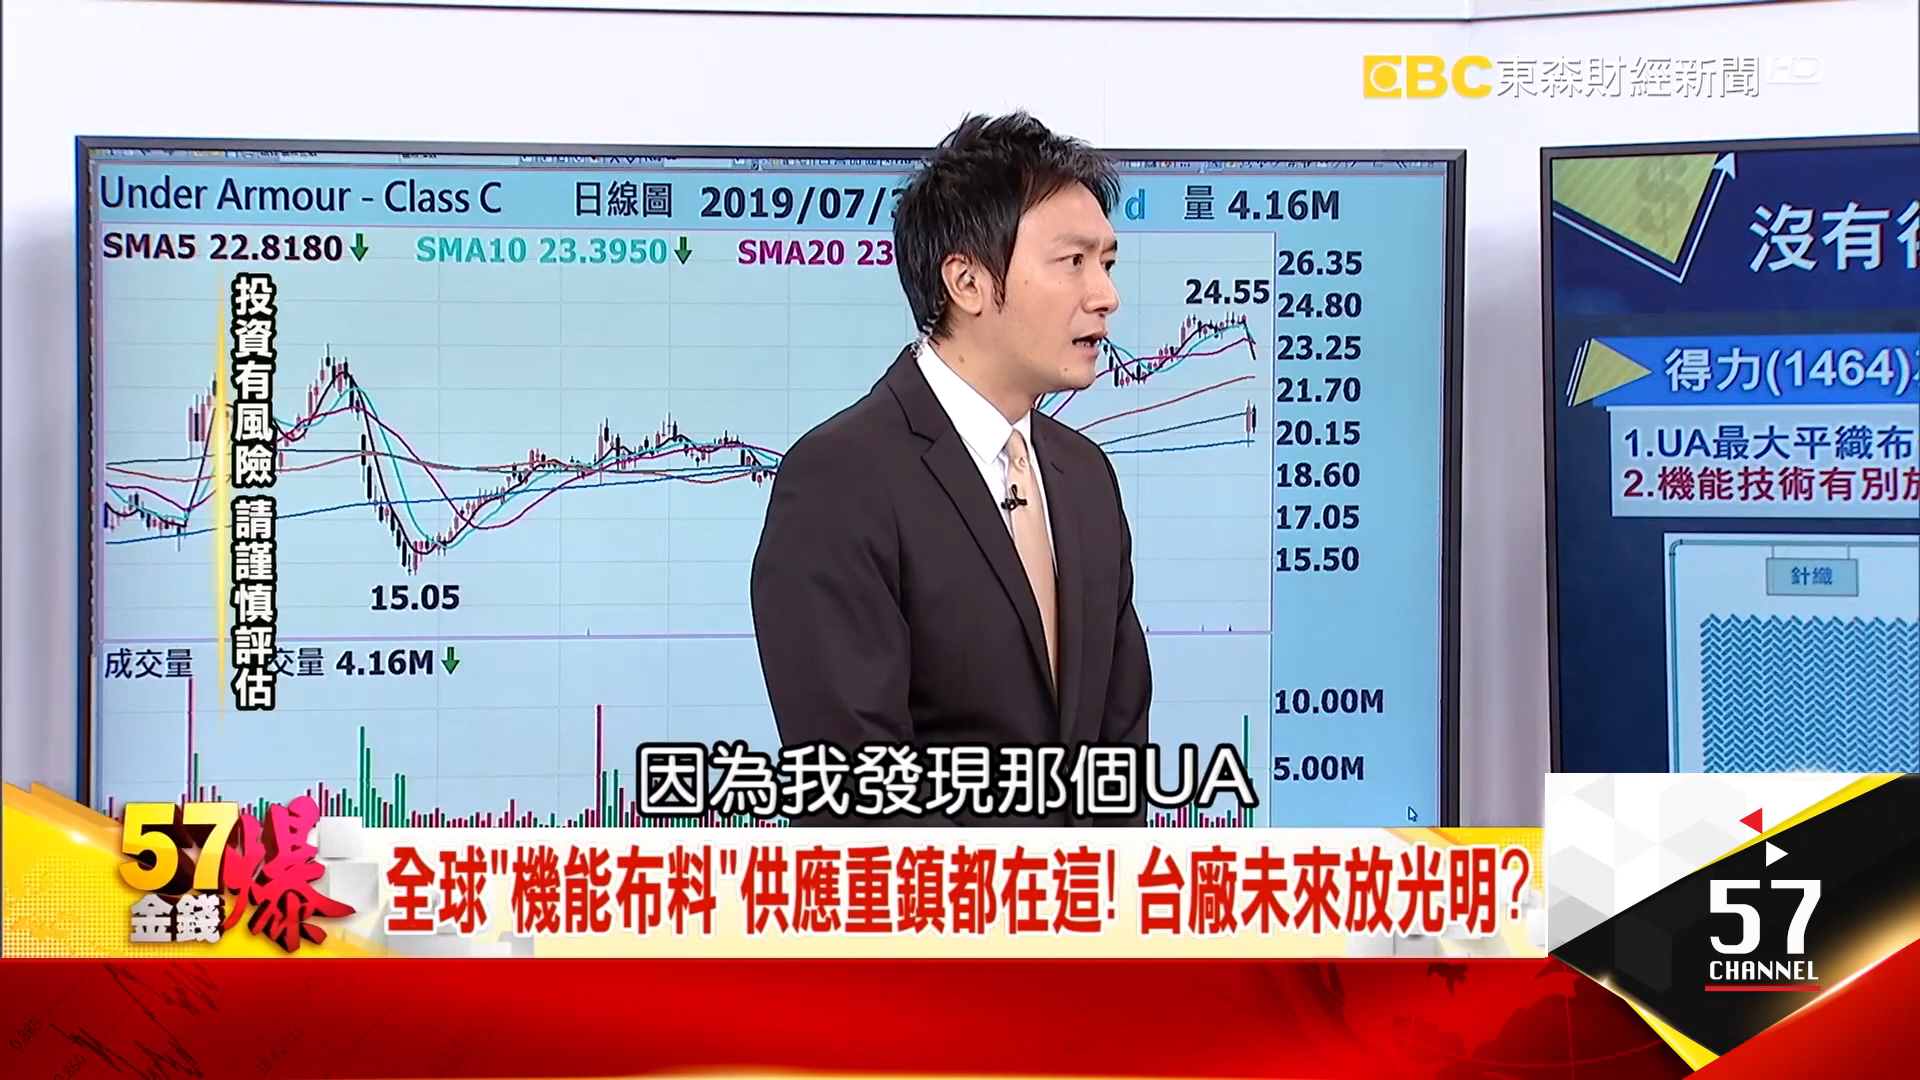 EBC東森財經新聞HD
Under Armour - Class C 日線圖 2019/07/ d 量 4.16M
SMA5 22.8180↓ SMA10 23.3950↓ SMA20 23
26.35
24.55
24.80
23.25
21.70
20.15
18.60
17.05
15.50
15.05
成交量 交量 4.16M↓
10.00M
5.00M
投資有風險 請謹慎評估
沒有
得力(1464)
1.UA最大平織布
2.機能技術有別
針織
因為我發現那個UA
57金錢爆
全球"機能布料"供應重鎮都在這! 台廠未來放光明?
57
CHANNEL